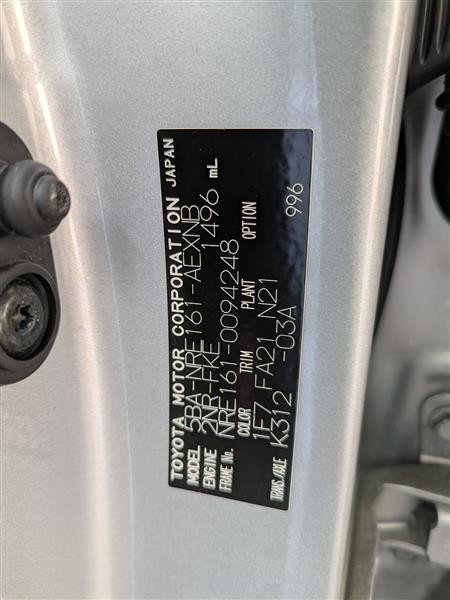 TOYOTA MOTOR CORPORATION JAPAN
MODEL 5BA-NRE161-AEXNB
ENGINE 2NR-FKE 1496 mL
FRAME No. NRE161-0094248
COLOR TRIM PLANT OPTION
1F7 FA21 N21 996
TRANS/AXLE K312 -03A